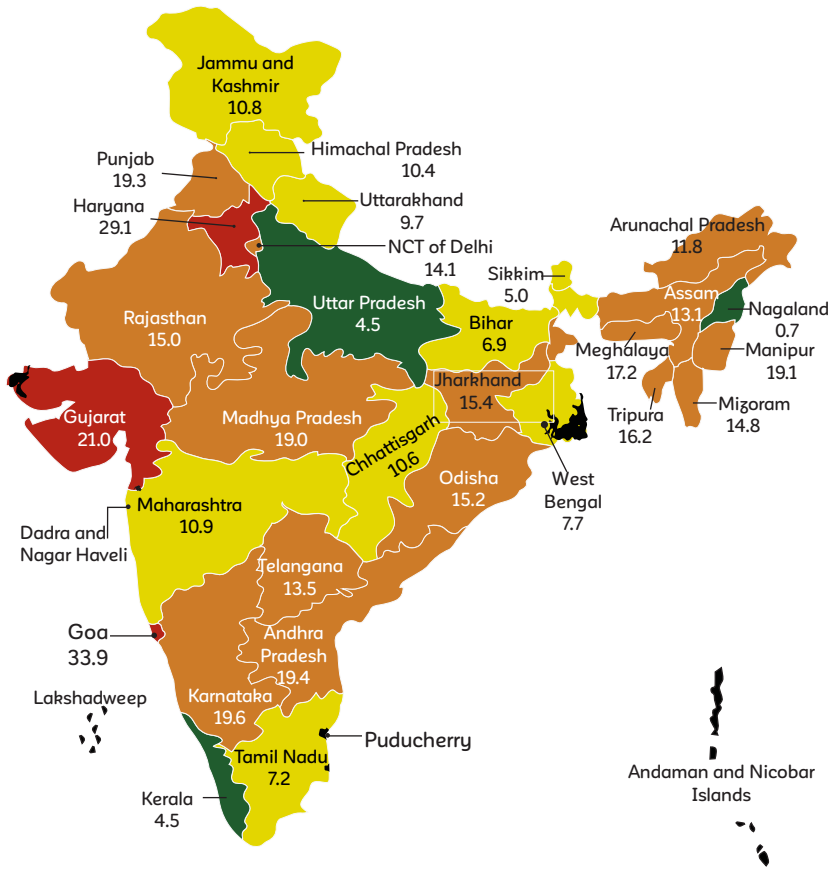 Jammu and
Kashmir
10.8
Himachal Pradesh
10.4
Punjab
19.3
Uttarakhand
9.7
Haryana
29.1
NCT of Delhi
14.1
Arunachal Pradesh
11.8
Sikkim
5.0
Uttar Pradesh
4.5
Assam
13.1
Nagaland
0.7
Rajasthan
15.0
Bihar
6.9
Meghalaya
17.2
Manipur
19.1
Jharkhand
15.4
Gujarat
21.0
Madhya Pradesh
19.0
Tripura
16.2
Mizoram
14.8
Chhattisgarh
10.6
Odisha
15.2
West
Bengal
7.7
Maharashtra
10.9
Dadra and
Nagar Haveli
Telangana
13.5
Goa
33.9
Andhra
Pradesh
19.4
Lakshadweep
Karnataka
19.6
Puducherry
Tamil Nadu
7.2
Andaman and Nicobar
Islands
Kerala
4.5